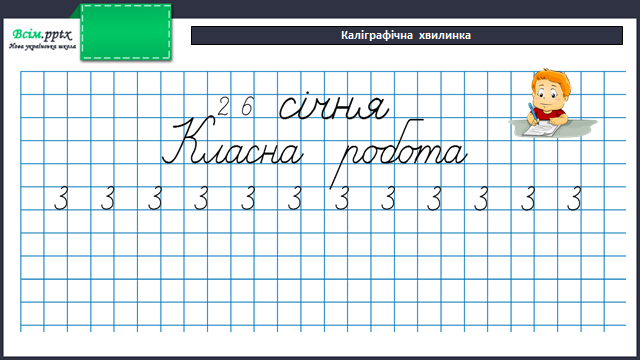 Всім.pptx
Нова українська школа
Каліграфічна хвилинка
26 січня
Класна робота
3 3 3 3 3 3 3 3 3 3 3 3